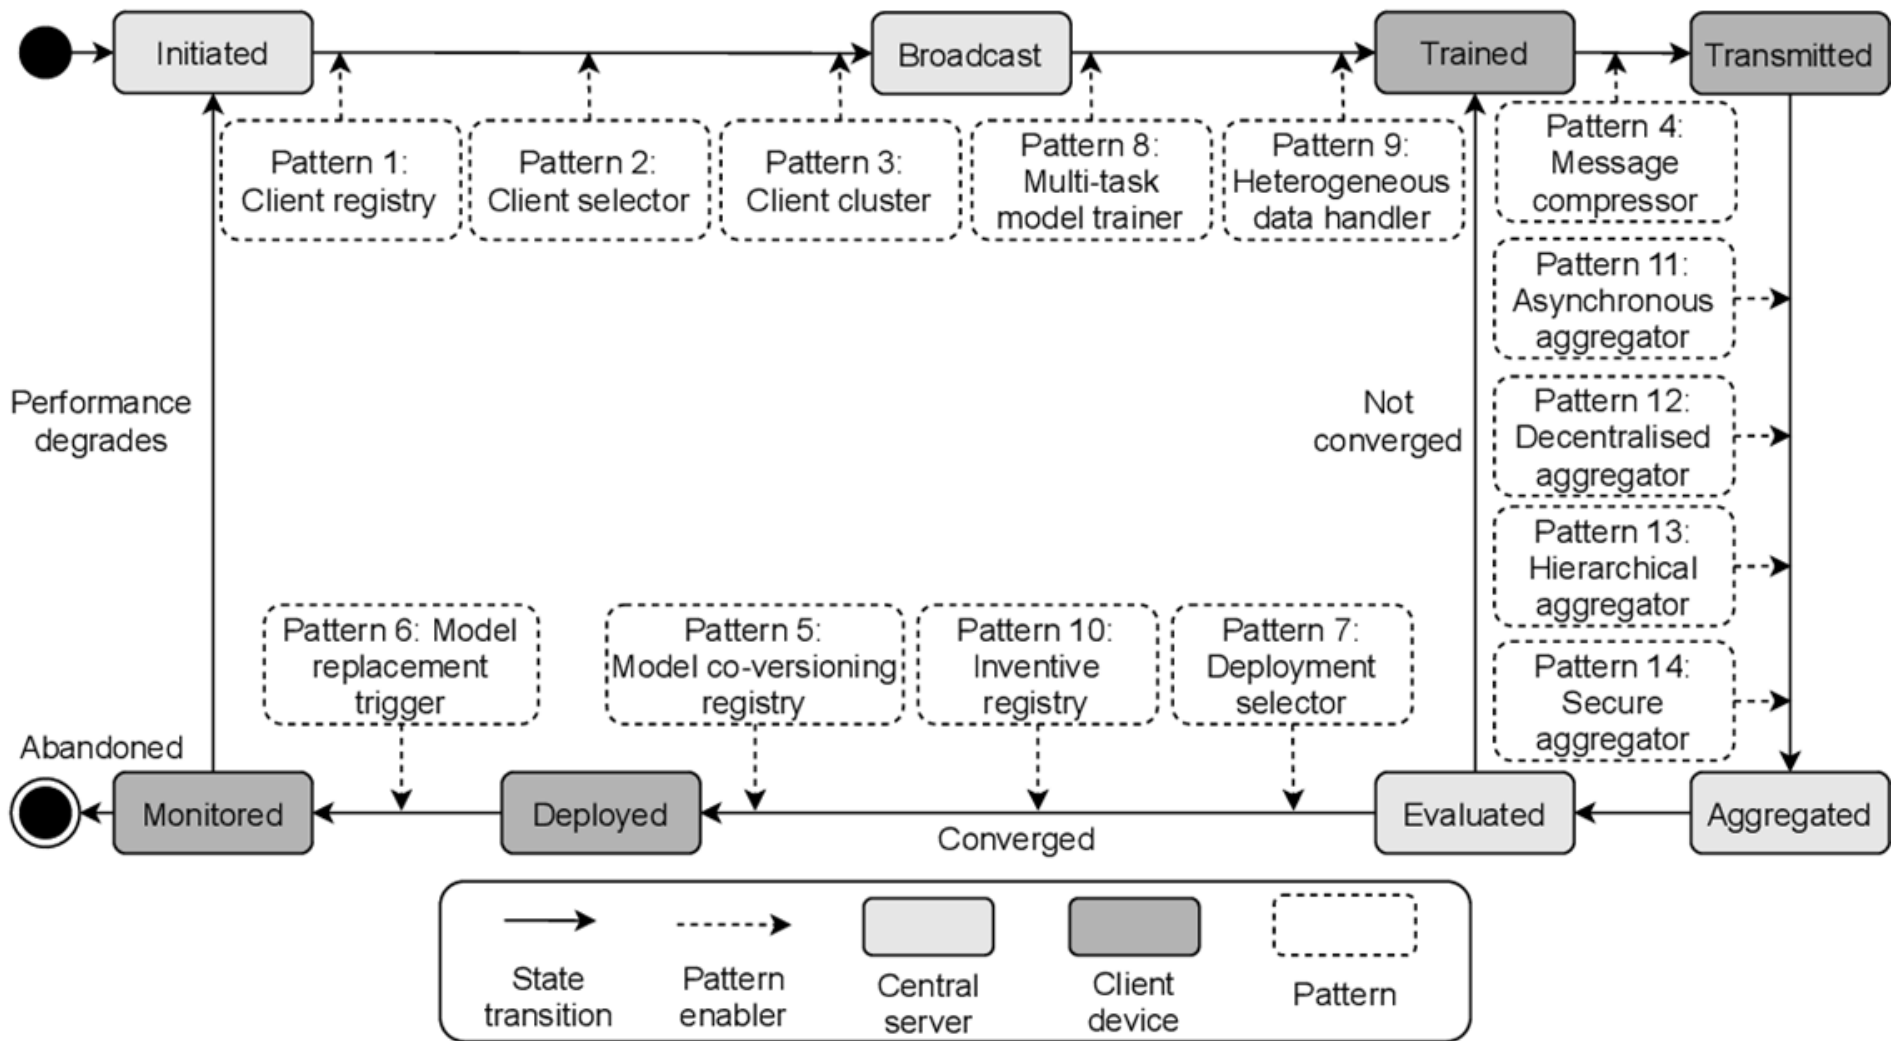 Initiated
Broadcast
Trained
Transmitted
Pattern 1:
Client registry
Pattern 2:
Client selector
Pattern 3:
Client cluster
Pattern 8:
Multi-task
model trainer
Pattern 9:
Heterogeneous
data handler
Pattern 4:
Message
compressor
Pattern 11:
Asynchronous
aggregator
Performance
degrades
Not
converged
Pattern 12:
Decentralised
aggregator
Pattern 13:
Hierarchical
aggregator
Pattern 6: Model
replacement
trigger
Pattern 5:
Model co-versioning
registry
Pattern 10:
Inventive
registry
Pattern 7:
Deployment
selector
Pattern 14:
Secure
aggregator
Abandoned
Monitored
Deployed
Converged
Evaluated
Aggregated
State
transition
Pattern
enabler
Central
server
Client
device
Pattern